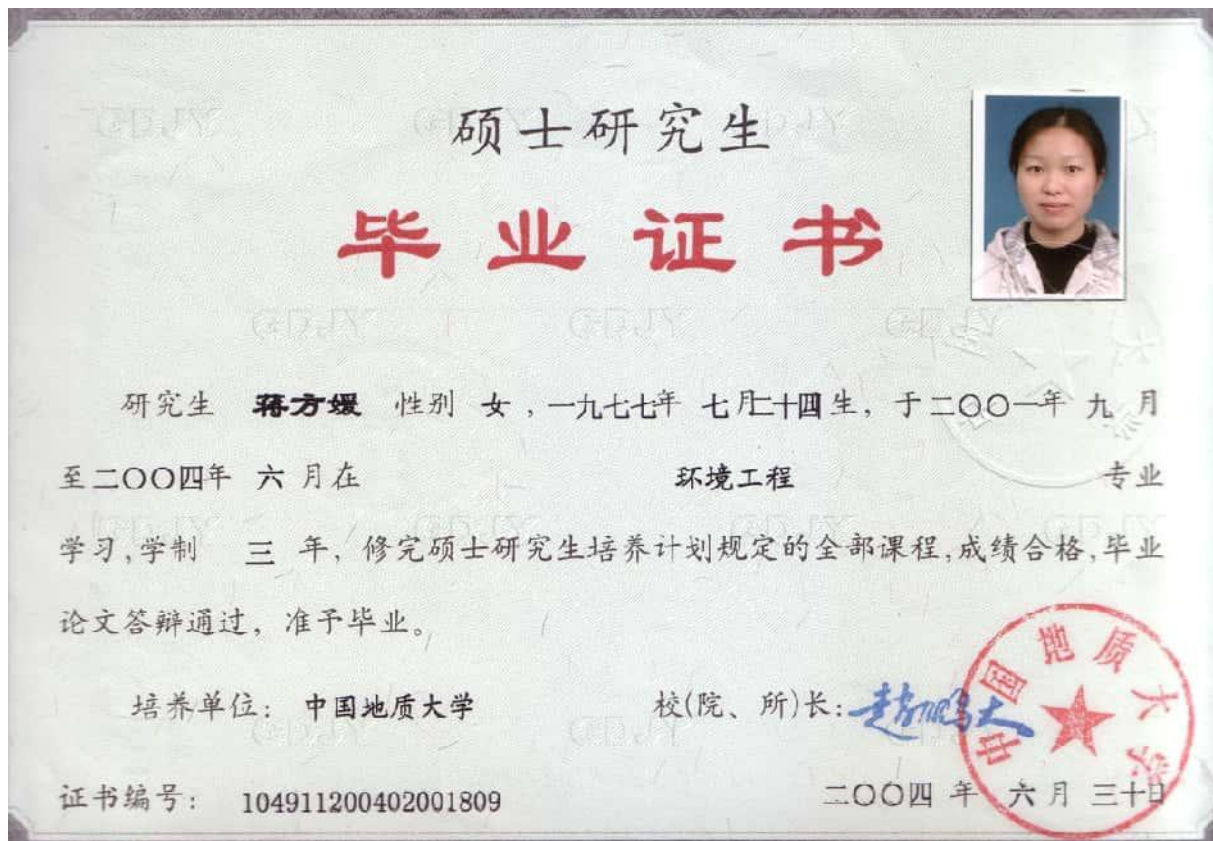 硕士研究生
毕业证书
研究生 蒋方媛 性别 女，一九七七年 七月二十四生，于二〇〇一年 九 月
至二〇〇四年 六 月在 环境工程 专业
学习，学制 三 年，修完硕士研究生培养计划规定的全部课程，成绩合格，毕业
论文答辩通过，准予毕业。
培养单位：中国地质大学 校(院、所)长：赵鹏大
中国地质大学
证书编号：104911200402001809 二〇〇四 年 六 月 三十日